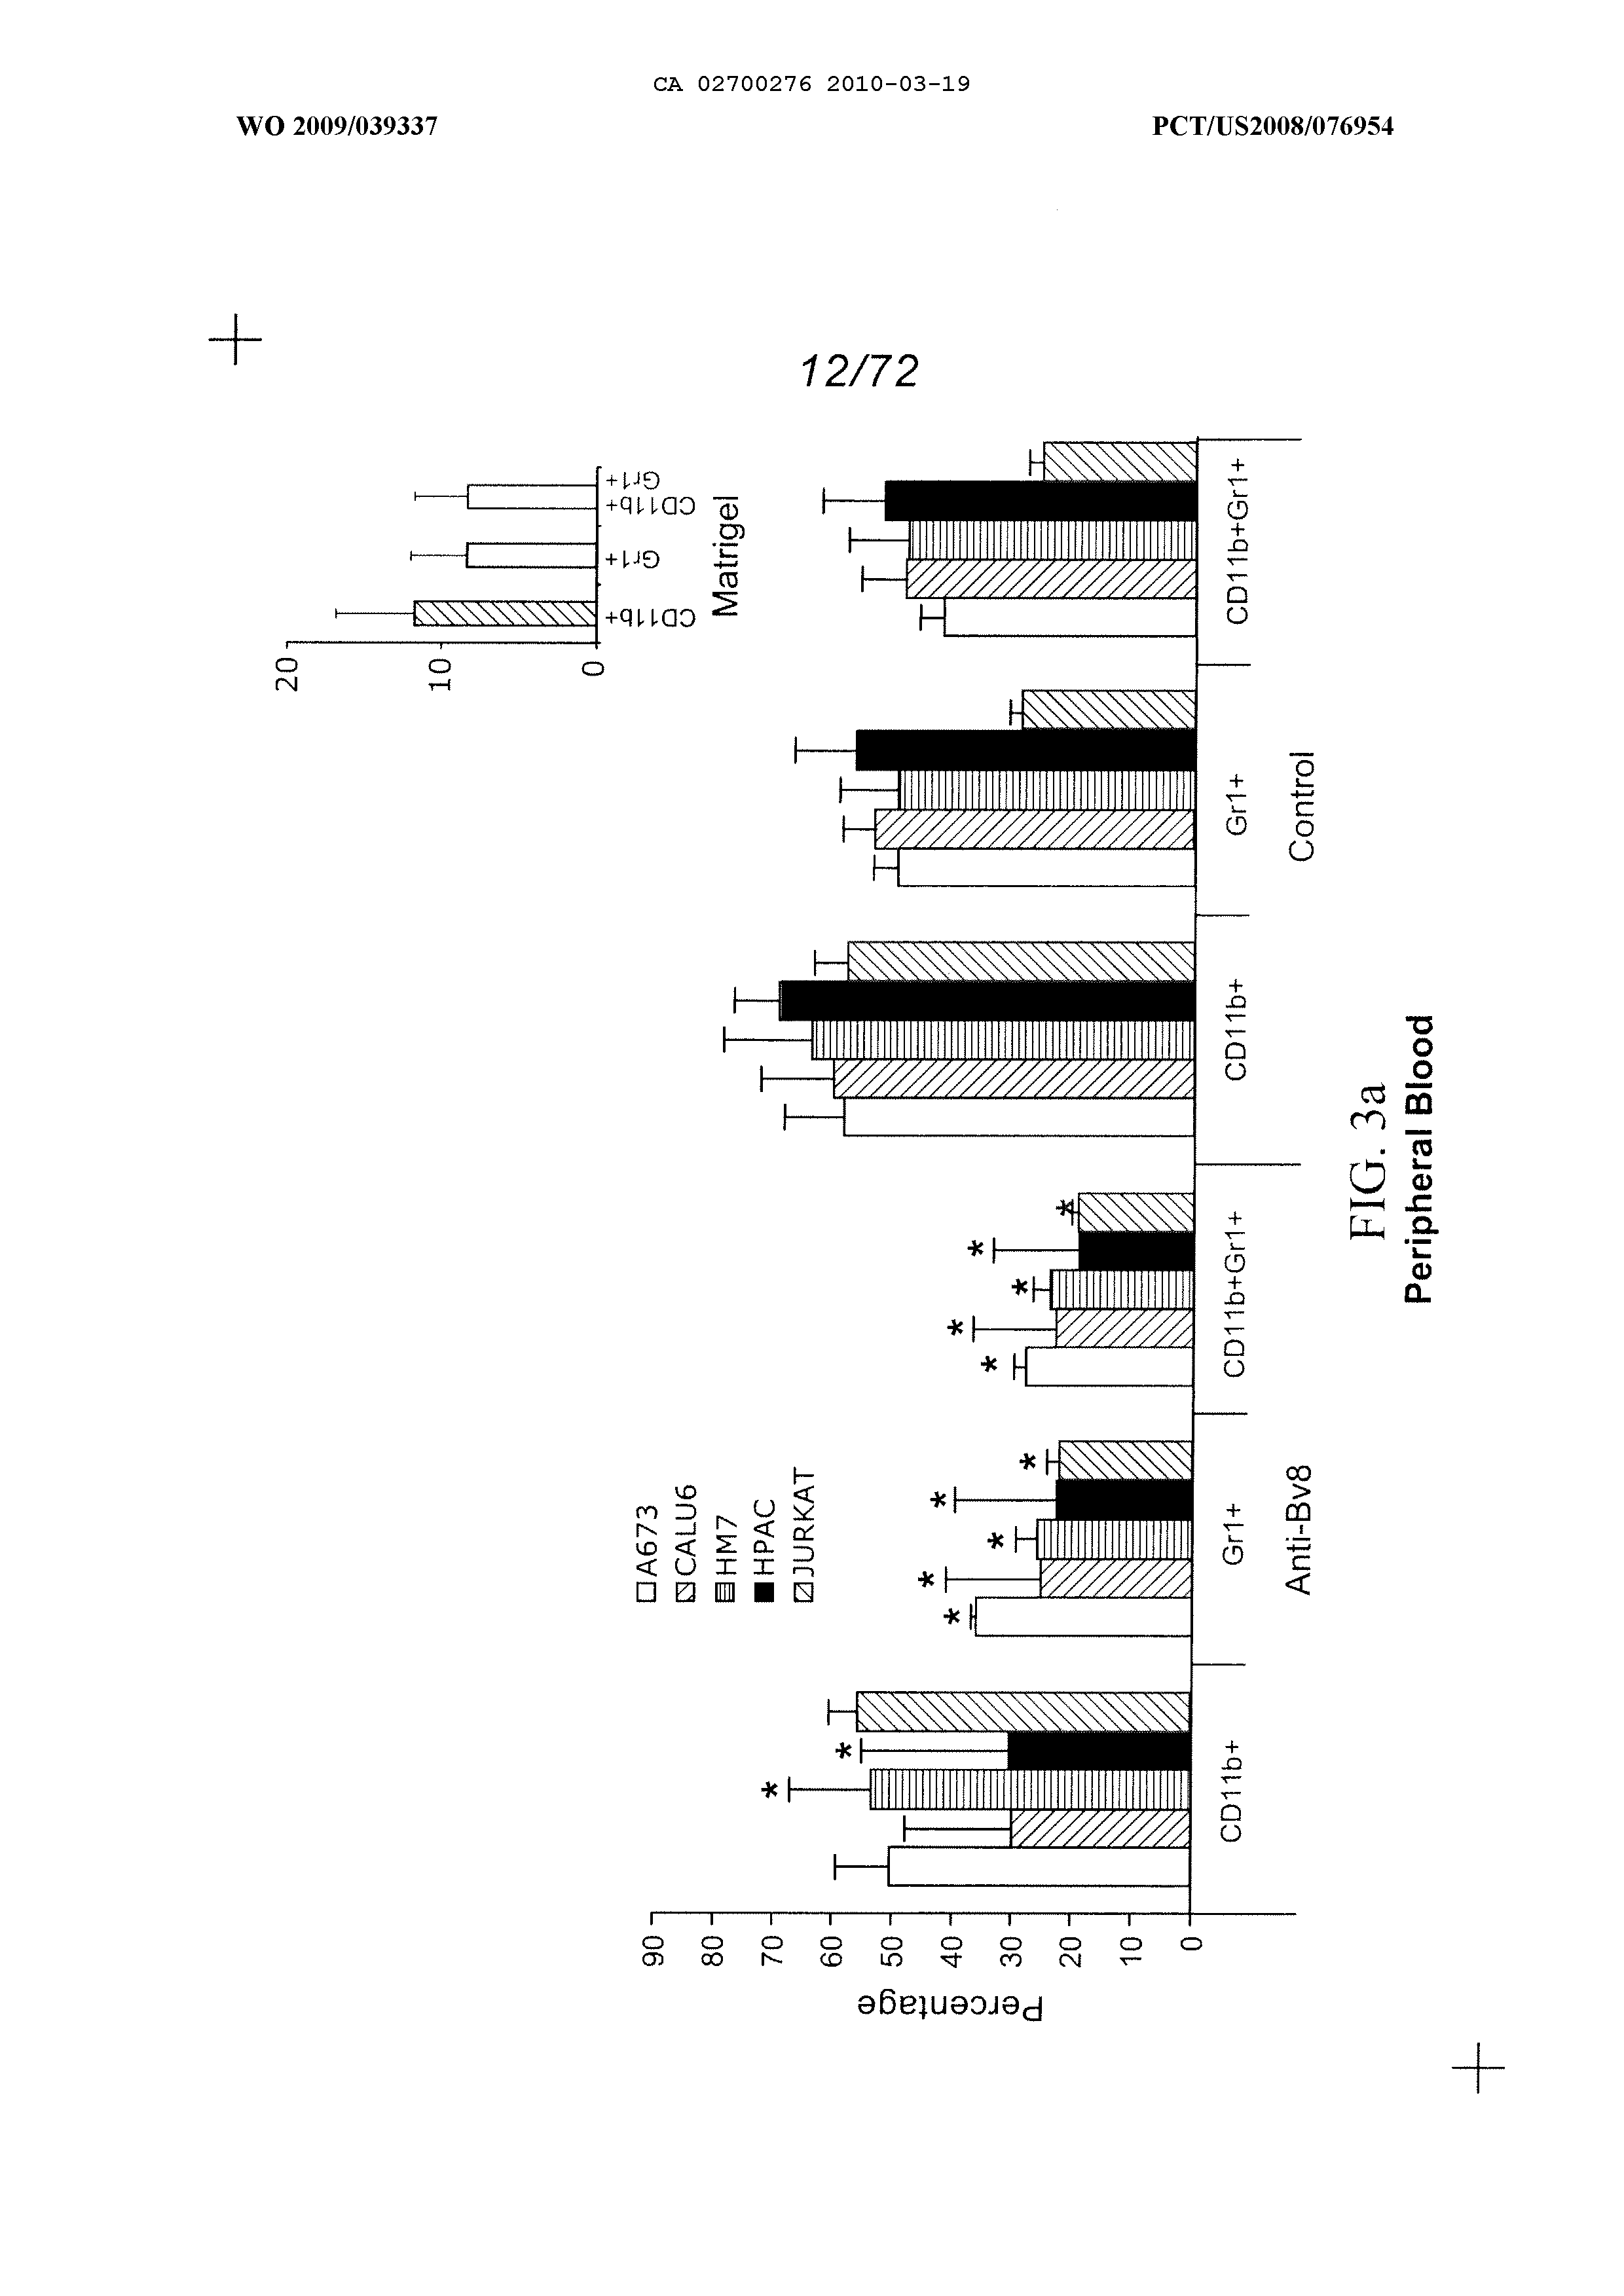 CA 02700276 2010-03-19
WO 2009/039337
PCT/US2008/076954
12/72
20
10
0
CD11b+
Gr1+
CD11b+
Gr1+
Matrigel
A673
CALU6
HM7
HPAC
JURKAT
Percentage
90
80
70
60
50
40
30
20
10
0
* *
* * * * *
* * * * *
CD11b+
Gr1+
CD11b+Gr1+
CD11b+
Gr1+
CD11b+Gr1+
Anti-Bv8
Control
FIG. 3a
Peripheral Blood